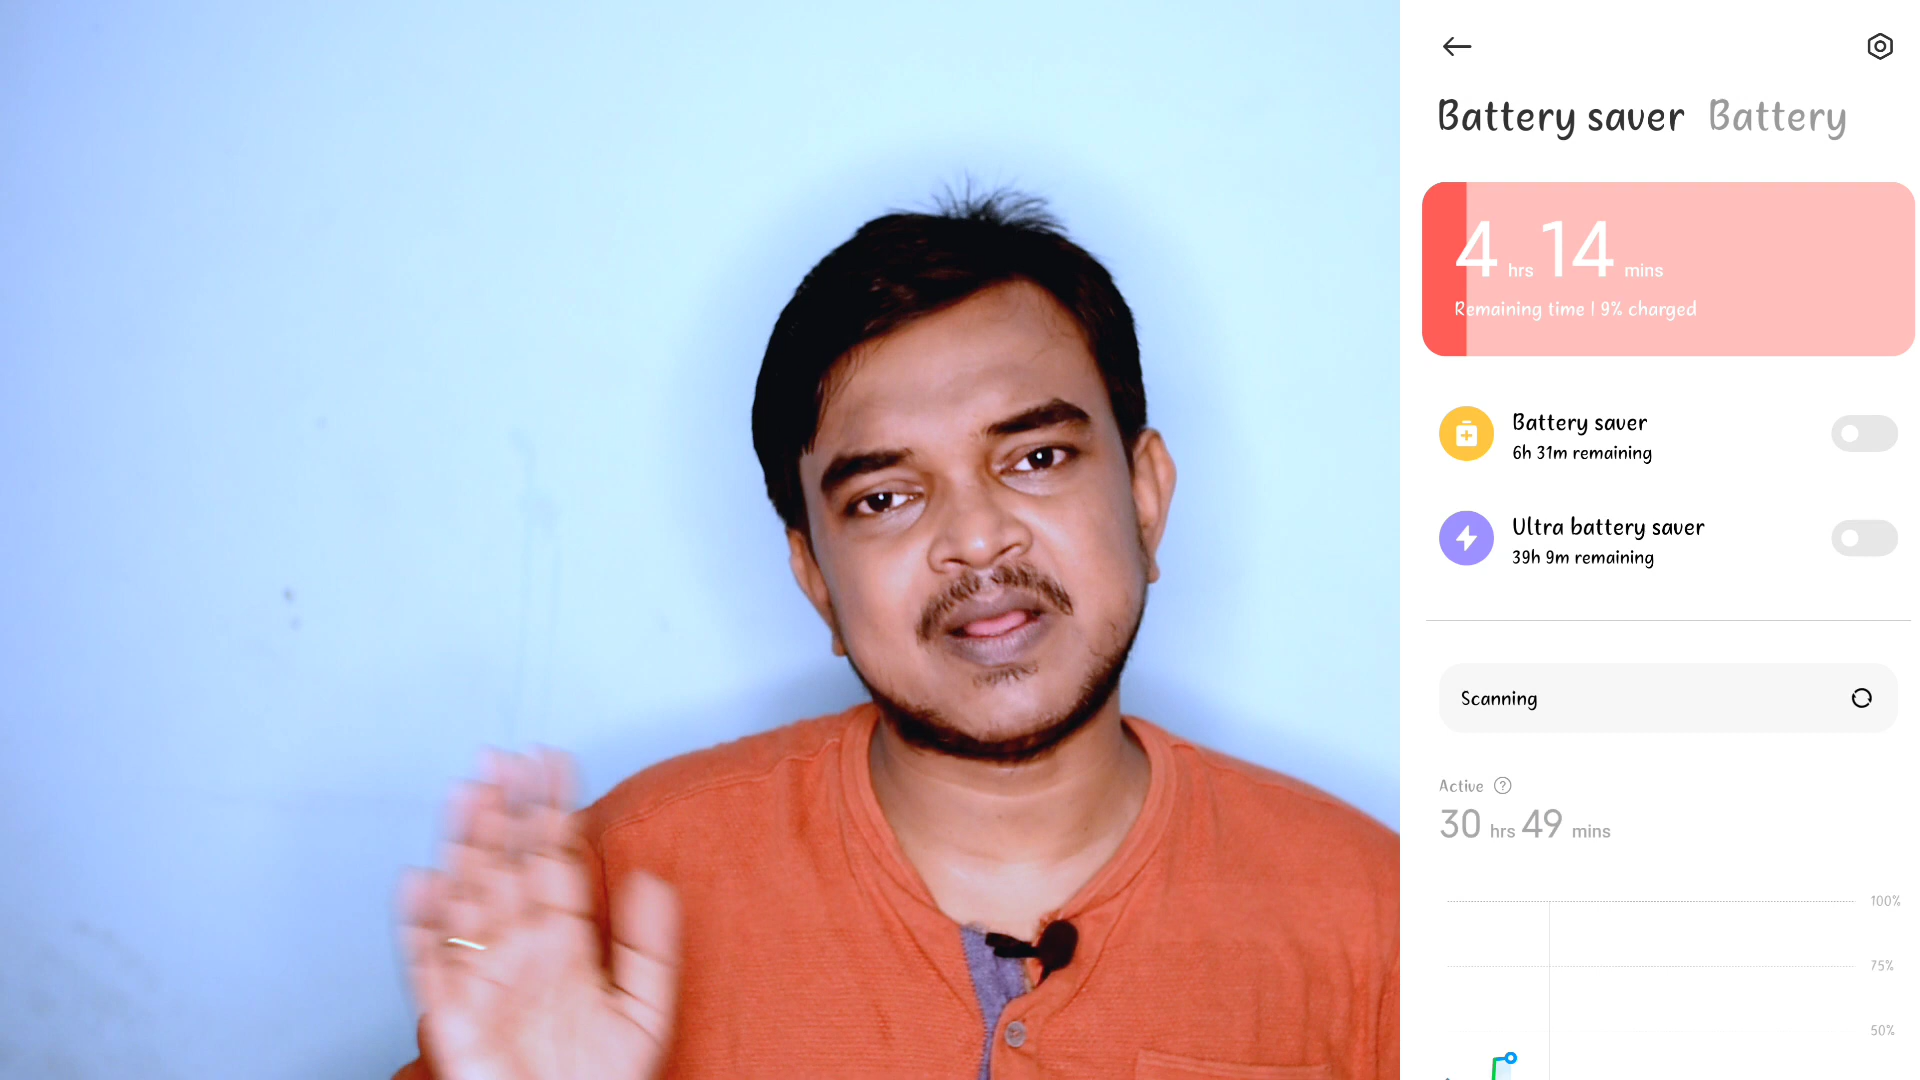 Battery saver Battery
4 hrs 14 mins
Remaining time | 9% charged
Battery saver
6h 31m remaining
Ultra battery saver
39h 9m remaining
Scanning
Active ?
30 hrs 49 mins
100%
75%
50%